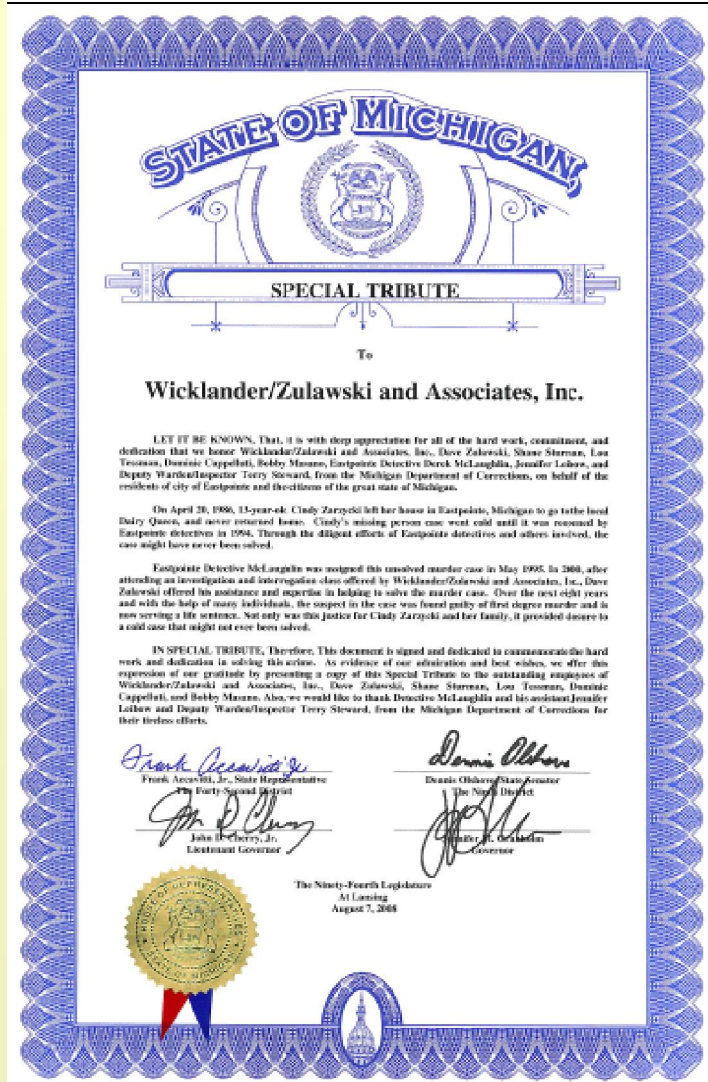 STATE OF MICHIGAN,
SPECIAL TRIBUTE
To
Wicklander/Zulawski and Associates, Inc.
LET IT BE KNOWN, That, it is with deep appreciation for all of the hard work, commitment, and
dedication that we honor Wicklander/Zulawski and Associates, Inc., Dave Zulawski, Shane Sturman, Lou
Tessman, Dominic Cappelluti, Bobby Masano, Eastpointe Detective Derek McLaughlin, Jennifer Leibow, and
Deputy Warden/Inspector Terry Steward, from the Michigan Department of Corrections, on behalf of the
residents of city of Eastpointe and the citizens of the great state of Michigan.
On April 20, 1986, 13-year-ok Cindy Zarzycki left her house in Eastpointe, Michigan to go to the local
Dairy Queen, and never returned home. Cindy's missing person case went cold until it was reopened by
Eastpointe detectives in 1994. Through the diligent efforts of Eastpointe detectives and others involved, the
case might have never been solved.
Eastpointe Detective McLaughlin was assigned this unsolved murder case in May 1995. In 2000, after
attending an investigation and interrogation class offered by Wicklander/Zulawski and Associates, Inc., Dave
Zulawski offered his assistance and expertise in helping to solve the murder case. Over the next eight years
and with the help of many individuals, the suspect in the case was found guilty of first degree murder and is
now serving a life sentence. Not only was this justice for Cindy Zarzycki and her family, it provided closure to
a cold case that might not ever been solved.
IN SPECIAL TRIBUTE, Therefore, This document is signed and dedicated to commemorate the hard
work and dedication in solving this crime. As evidence of our admiration and best wishes, we offer this
expression of our gratitude by presenting a copy of this Special Tribute to the outstanding employees of
Wicklander/Zulawski and Associates, Inc., Dave Zulawski, Shane Sturman, Lou Tessman, Dominic
Cappelluti, and Bobby Masano. Also, we would like to thank Detective McLaughlin and his assistant Jennifer
Leibow and Deputy Warden/Inspector Terry Steward, from the Michigan Department of Corrections for
their tireless efforts.
Frank Accavitti, Jr., State Representative
The Forty-Second District
Dennis Olshove, State Senator
The Ninth District
John D. Cherry, Jr.
Lieutenant Governor
Jennifer M. Granholm
Governor
The Ninety-Fourth Legislature
At Lansing
August 7, 2008
HOUSE OF REPRESENTATIVES
STATE OF MICHIGAN